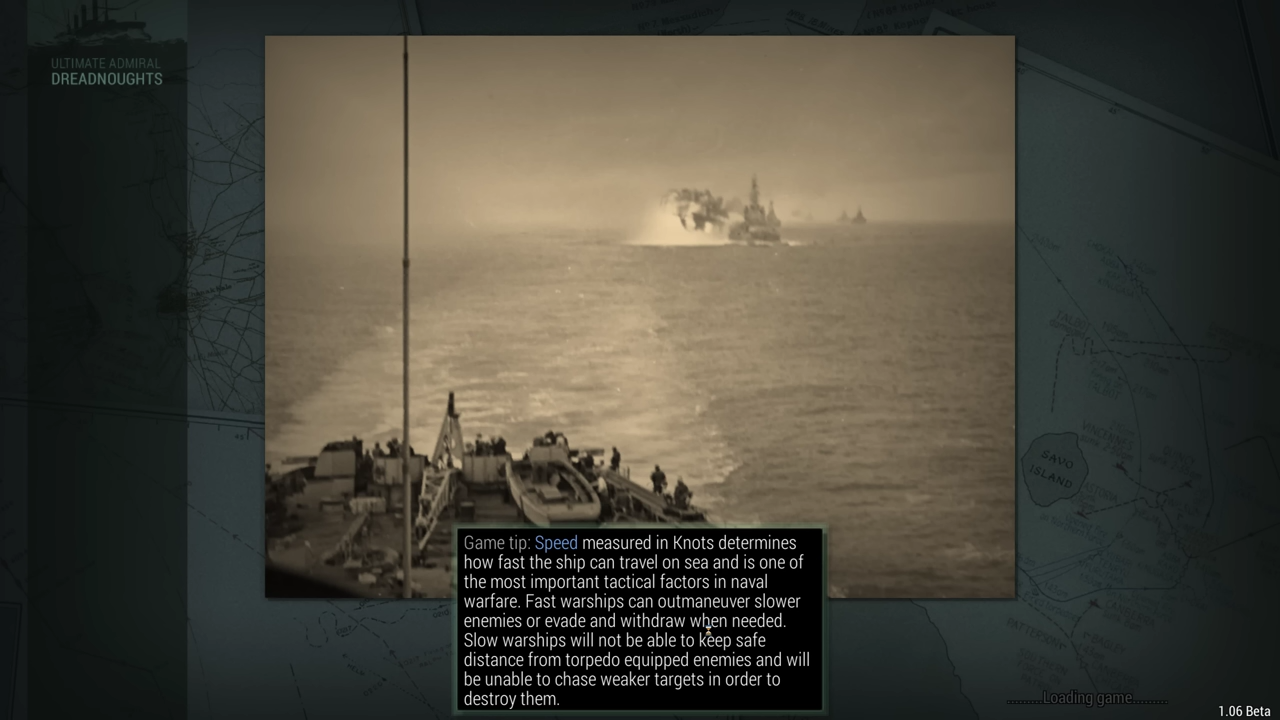 ULTIMATE ADMIRAL
DREADNOUGHTS
SAVO
ISLAND
Game tip: Speed measured in Knots determines
how fast the ship can travel on sea and is one of
the most important tactical factors in naval
warfare. Fast warships can outmaneuver slower
enemies or evade and withdraw when needed.
Slow warships will not be able to keep safe
distance from torpedo equipped enemies and will
be unable to chase weaker targets in order to
destroy them.
.........Loading game.........
1.06 Beta